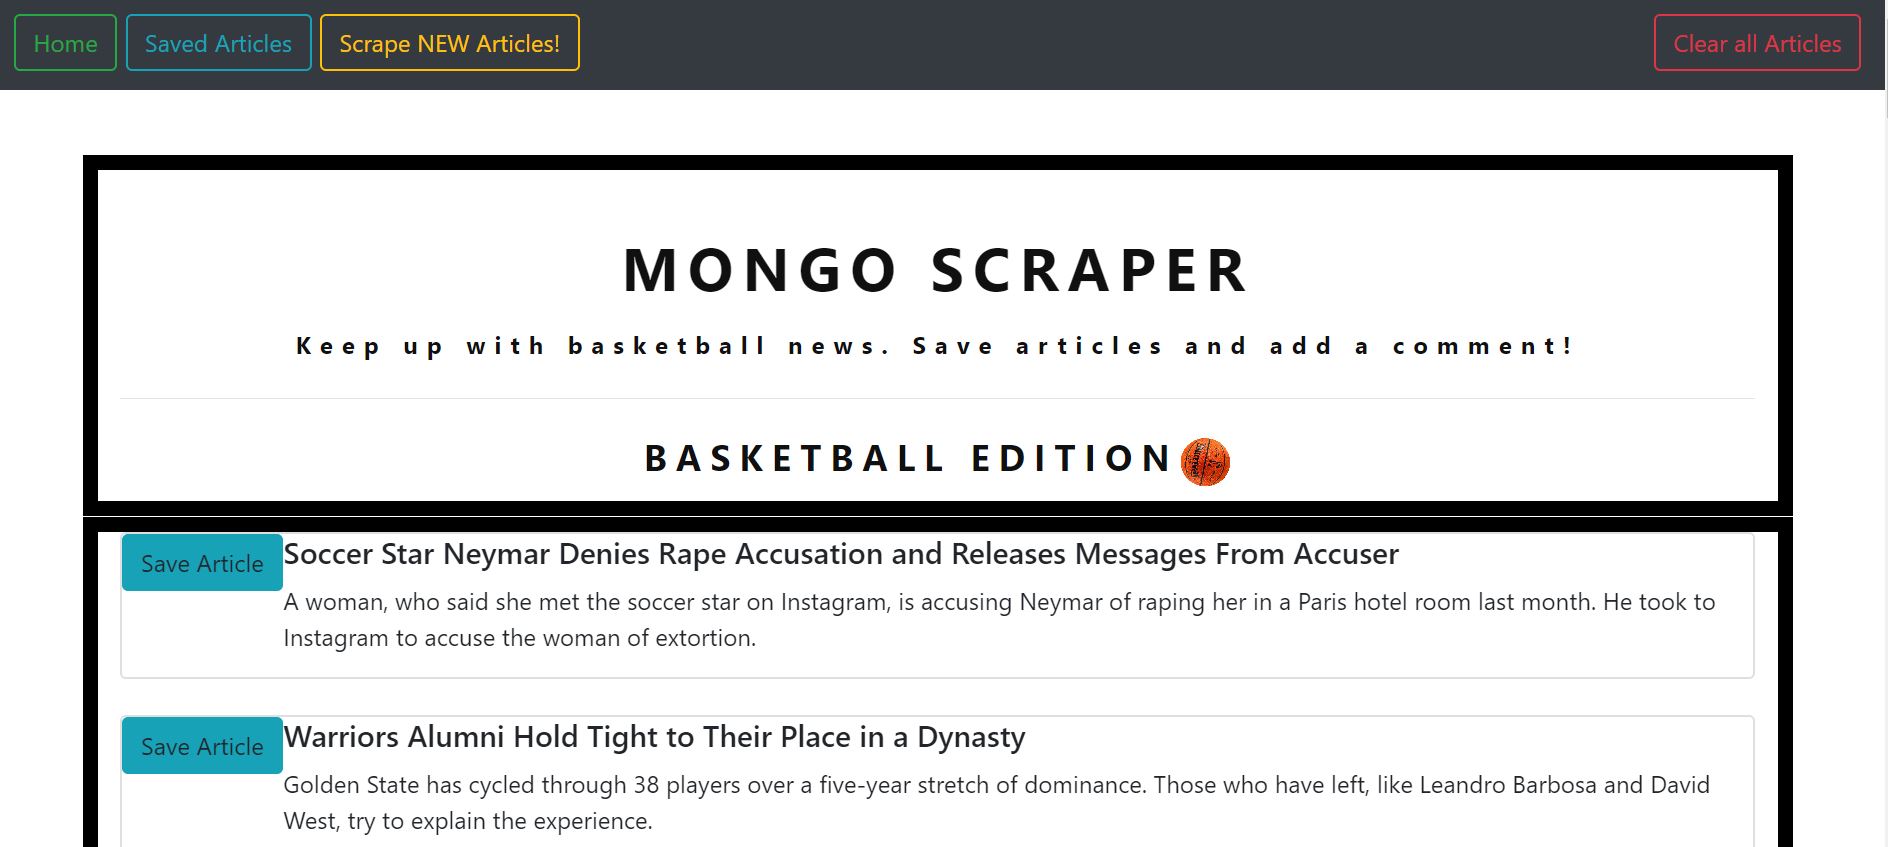 Home Saved Articles Scrape NEW Articles! Clear all Articles
MONGO SCRAPER
Keep up with basketball news. Save articles and add a comment!
BASKETBALL EDITION
Save Article
Soccer Star Neymar Denies Rape Accusation and Releases Messages From Accuser
A woman, who said she met the soccer star on Instagram, is accusing Neymar of raping her in a Paris hotel room last month. He took to
Instagram to accuse the woman of extortion.
Save Article
Warriors Alumni Hold Tight to Their Place in a Dynasty
Golden State has cycled through 38 players over a five-year stretch of dominance. Those who have left, like Leandro Barbosa and David
West, try to explain the experience.